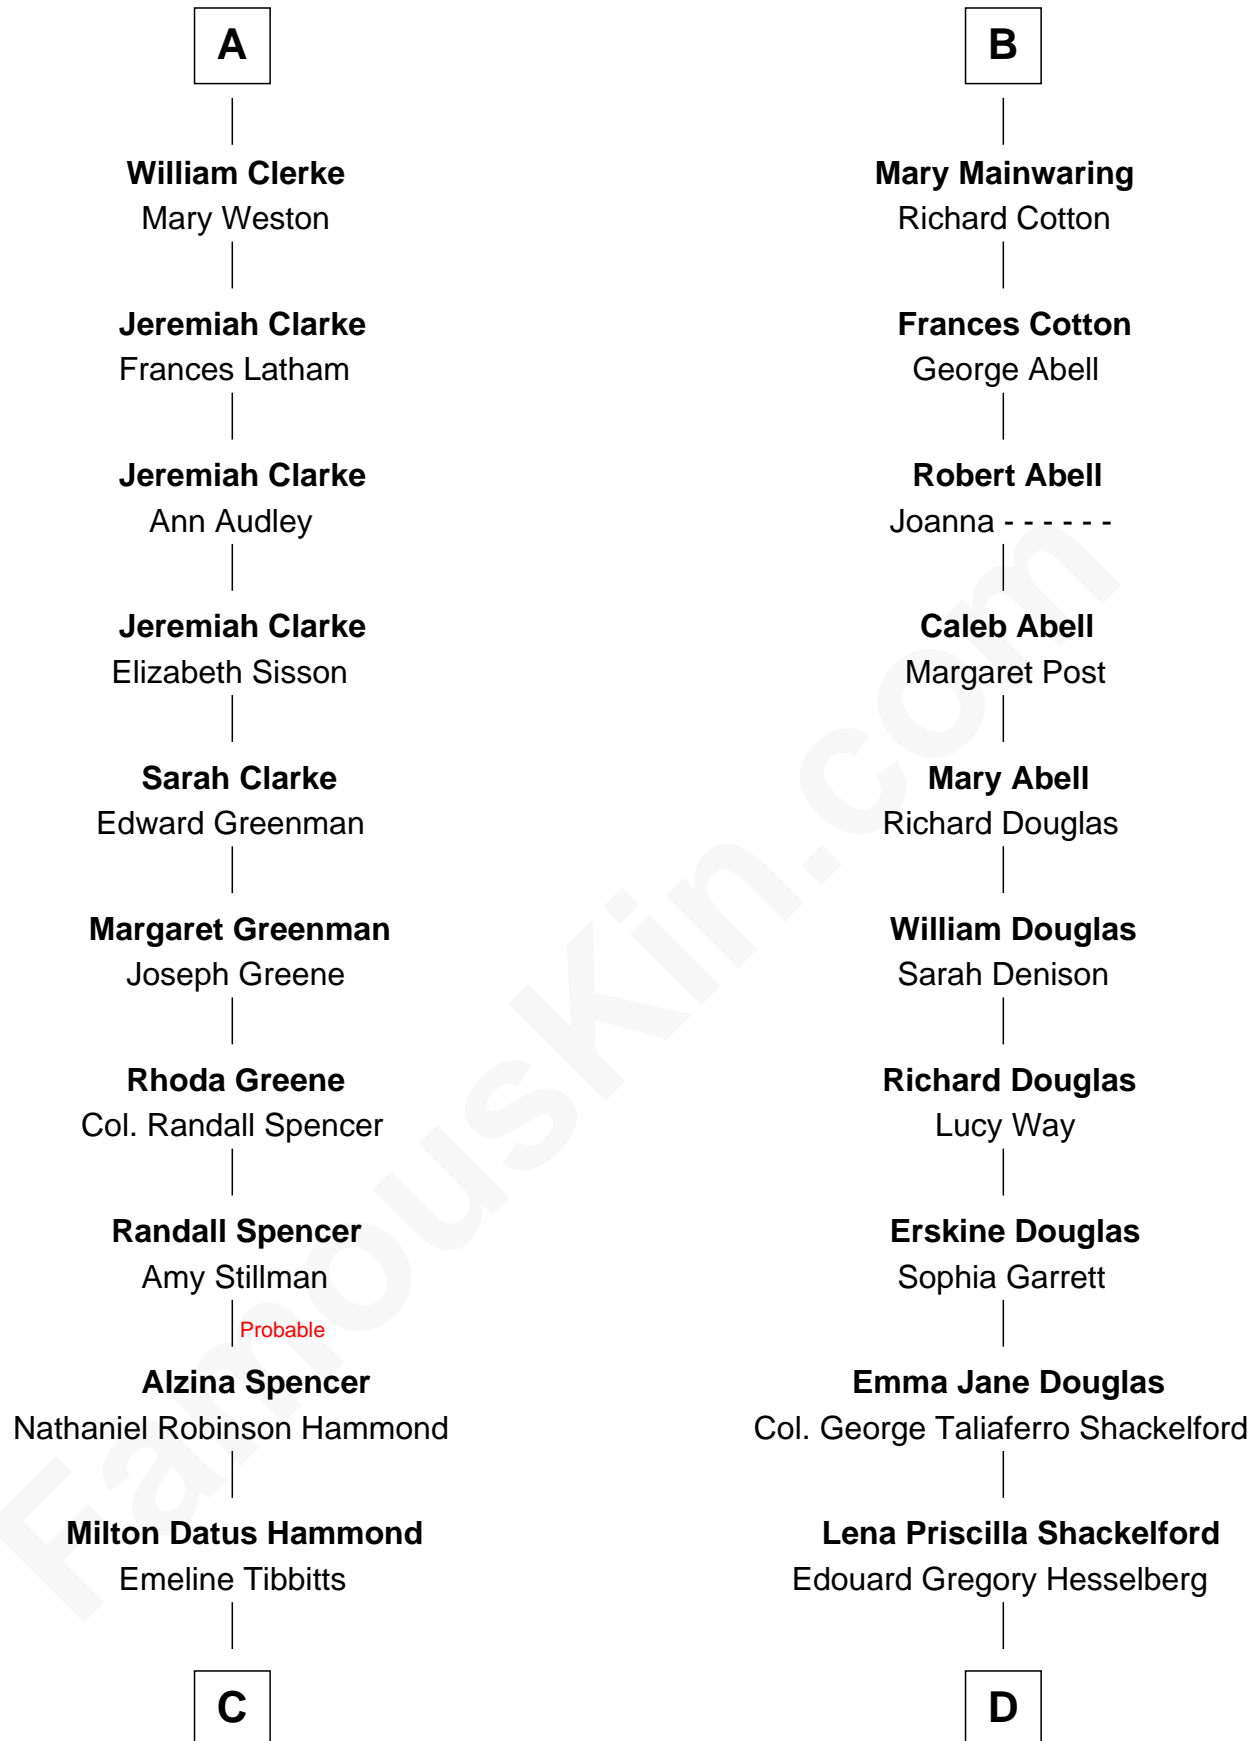 A
William Clerke
Mary Weston
Jeremiah Clarke
Frances Latham
Jeremiah Clarke
Ann Audley
Jeremiah Clarke
Elizabeth Sisson
Sarah Clarke
Edward Greenman
Margaret Greenman
Joseph Greene
Rhoda Greene
Col. Randall Spencer
Randall Spencer
Amy Stillman
Probable
Alzina Spencer
Nathaniel Robinson Hammond
Milton Datus Hammond
Emeline Tibbitts
C
B
Mary Mainwaring
Richard Cotton
Frances Cotton
George Abell
Robert Abell
Joanna - - - - - -
Caleb Abell
Margaret Post
Mary Abell
Richard Douglas
William Douglas
Sarah Denison
Richard Douglas
Lucy Way
Erskine Douglas
Sophia Garrett
Emma Jane Douglas
Col. George Taliaferro Shackelford
Lena Priscilla Shackelford
Edouard Gregory Hesselberg
D
FamousKin.com